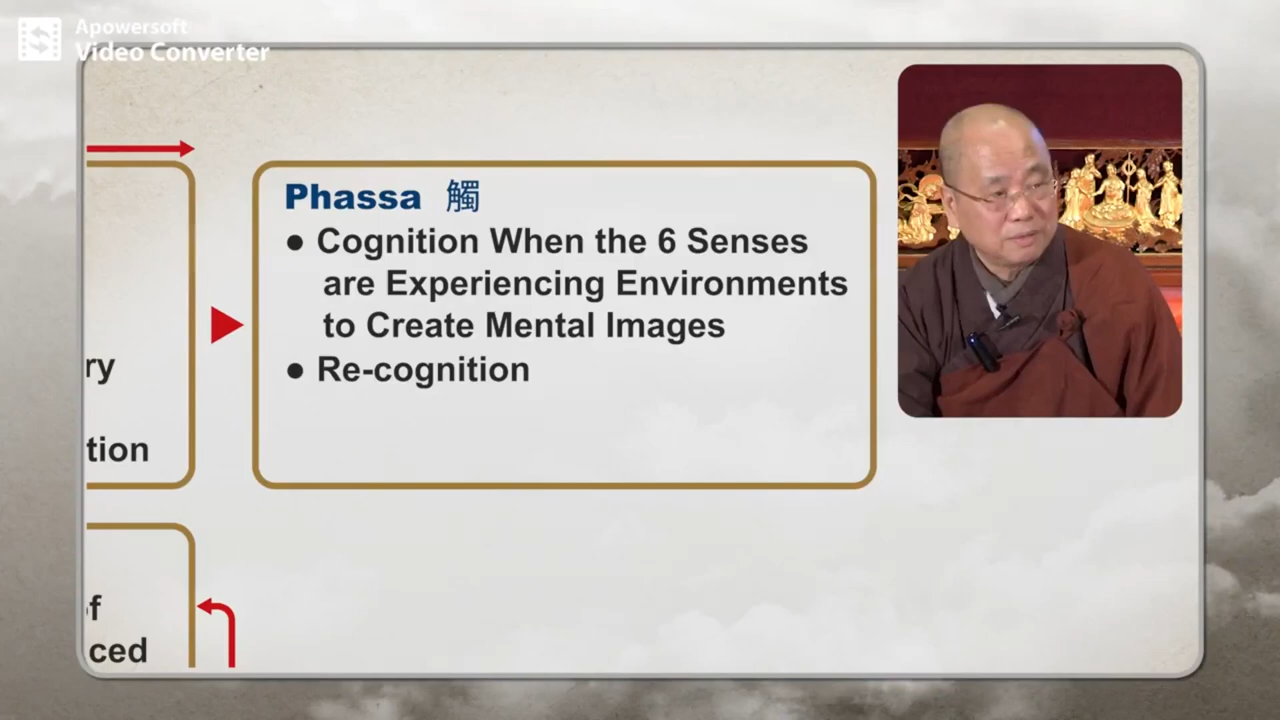 Apowersoft
Video Converter
Phassa 觸
● Cognition When the 6 Senses
are Experiencing Environments
to Create Mental Images
● Re-cognition
ry
tion
of
ced